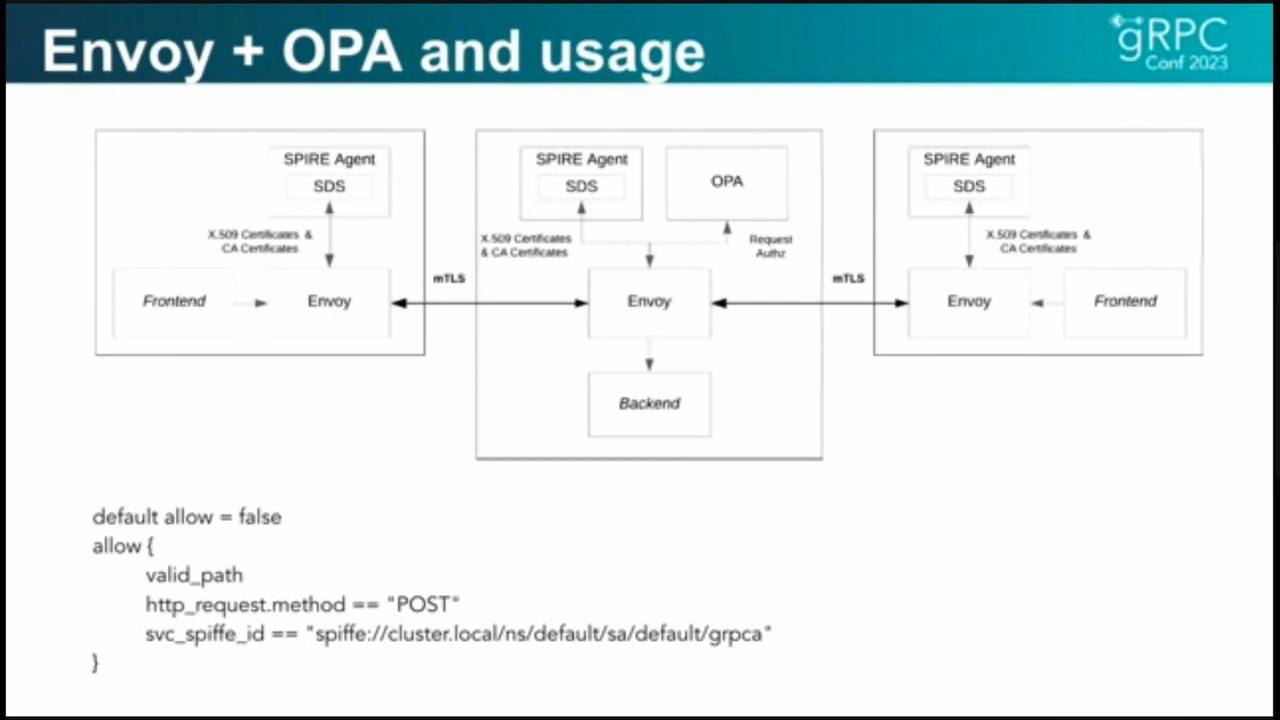 Envoy + OPA and usage
gRPC
Conf 2023
SPIRE Agent
SDS
X.509 Certificates &
CA Certificates
Frontend
Envoy
mTLS
SPIRE Agent
SDS
OPA
X.509 Certificates
& CA Certificates
Request
Authz
Envoy
Backend
mTLS
SPIRE Agent
SDS
X.509 Certificates &
CA Certificates
Envoy
Frontend
default allow = false
allow {
valid_path
http_request.method == "POST"
svc_spiffe_id == "spiffe://cluster.local/ns/default/sa/default/grpca"
}